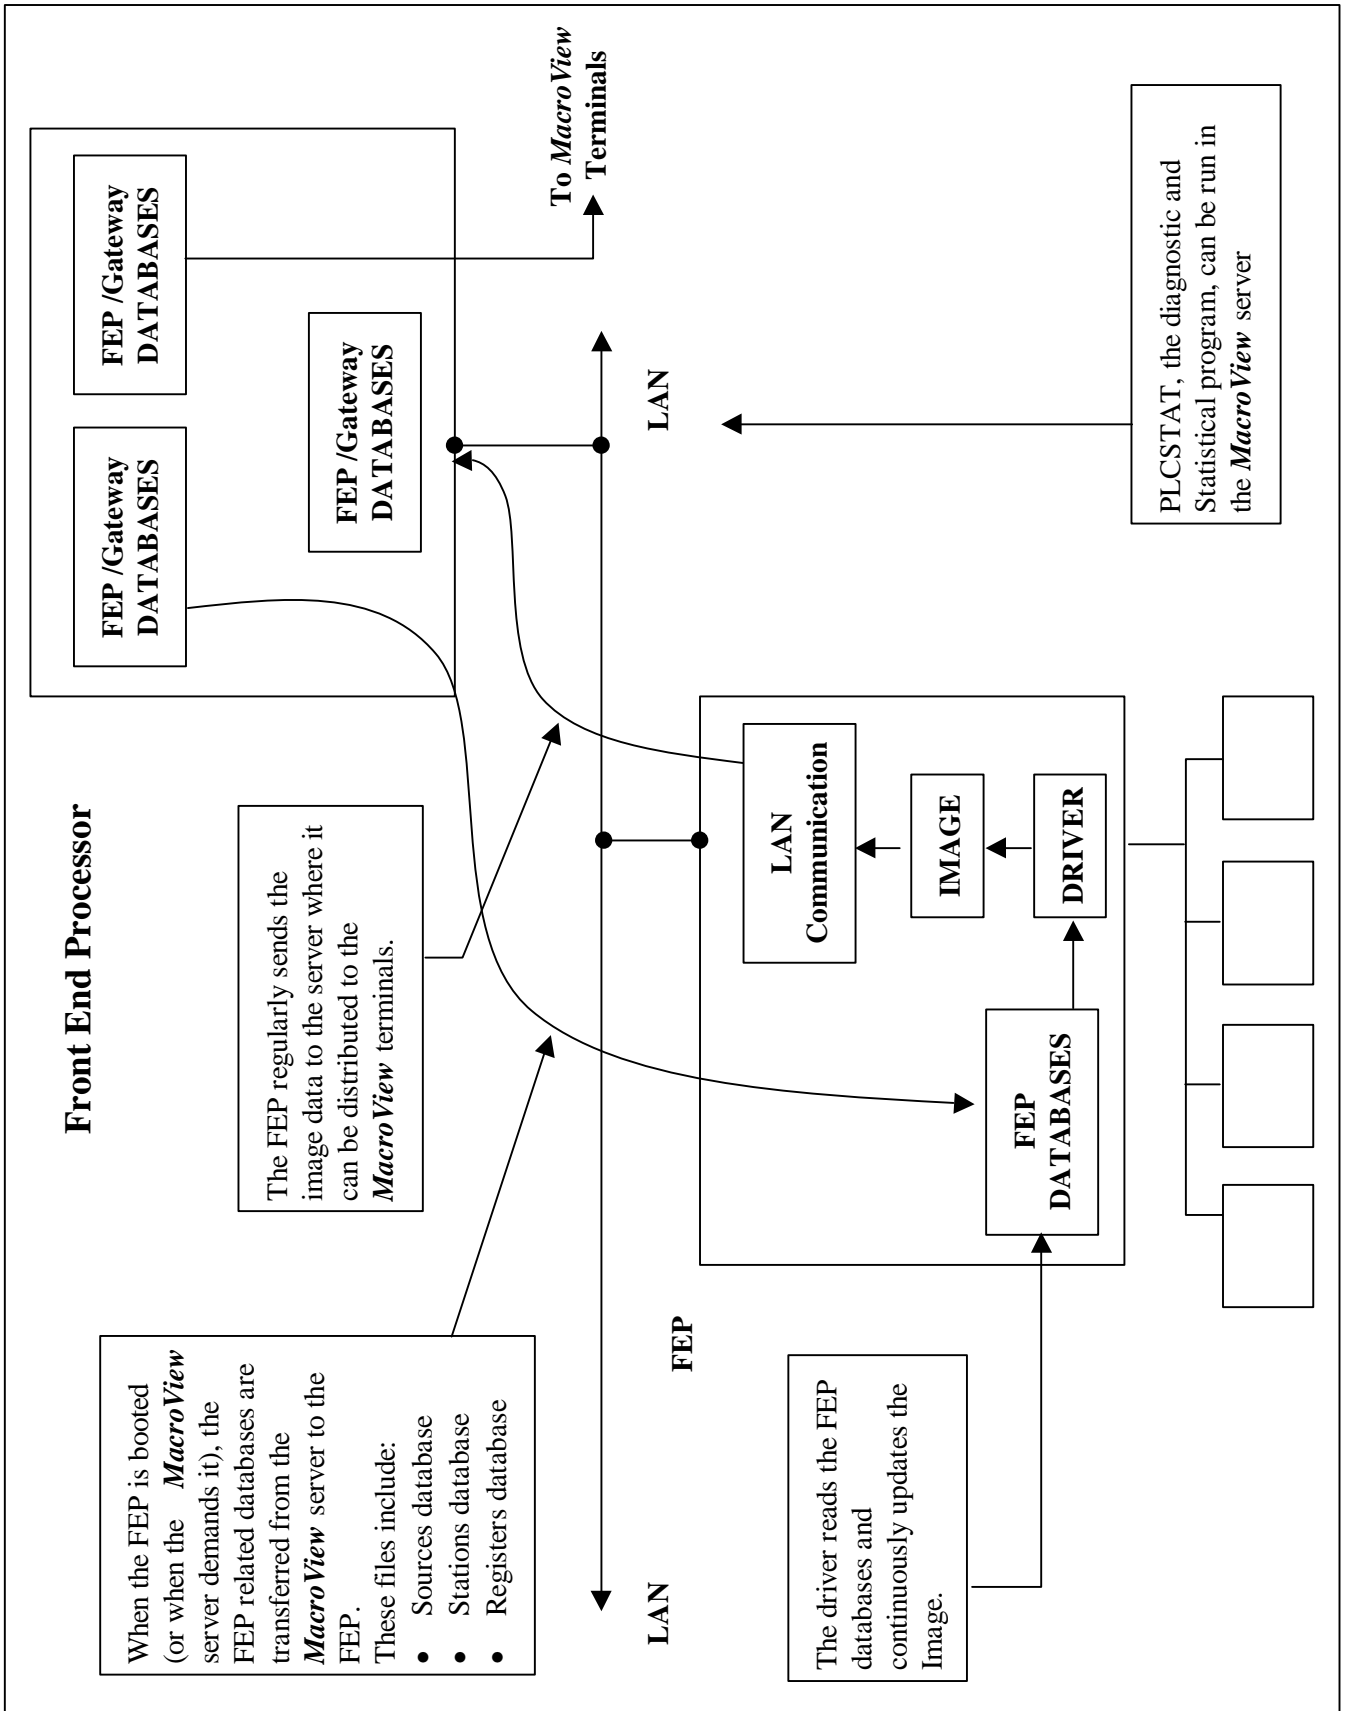 Front End Processor
When the FEP is booted
(or when the MacroView
server demands it), the
FEP related databases are
transferred from the
MacroView server to the
FEP.
These files include:
• Sources database
• Stations database
• Registers database
The FEP regularly sends the
image data to the server where it
can be distributed to the
MacroView terminals.
FEP /Gateway
DATABASES
FEP /Gateway
DATABASES
FEP /Gateway
DATABASES
To MacroView
Terminals
LAN
FEP
LAN
LAN
Communication
IMAGE
DRIVER
FEP
DATABASES
The driver reads the FEP
databases and
continuously updates the
Image.
PLCSTAT, the diagnostic and
Statistical program, can be run in
the MacroView server